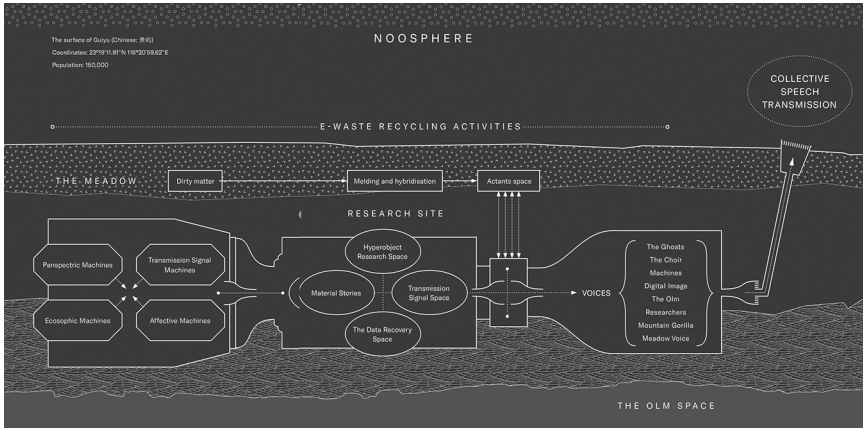 NOOSPHERE
The surface of Guiyu (Chinese: 贵屿)
Coordinates: 23°19'11.81"N 116°20'59.62"E
Population: 150,000
COLLECTIVE
SPEECH
TRANSMISSION
E-WASTE RECYCLING ACTIVITIES
THE MEADOW
Dirty matter
Melding and hybridisation
Actants space
RESEARCH SITE
Panspectric Machines
Transmission Signal
Machines
Ecosophic Machines
Affective Machines
Hyperobject
Research Space
Material Stories
Transmission
Signal Space
The Data Recovery
Space
VOICES
The Ghosts
The Choir
Machines
Digital Image
The Olm
Researchers
Mountain Gorilla
Meadow Voice
THE OLM SPACE